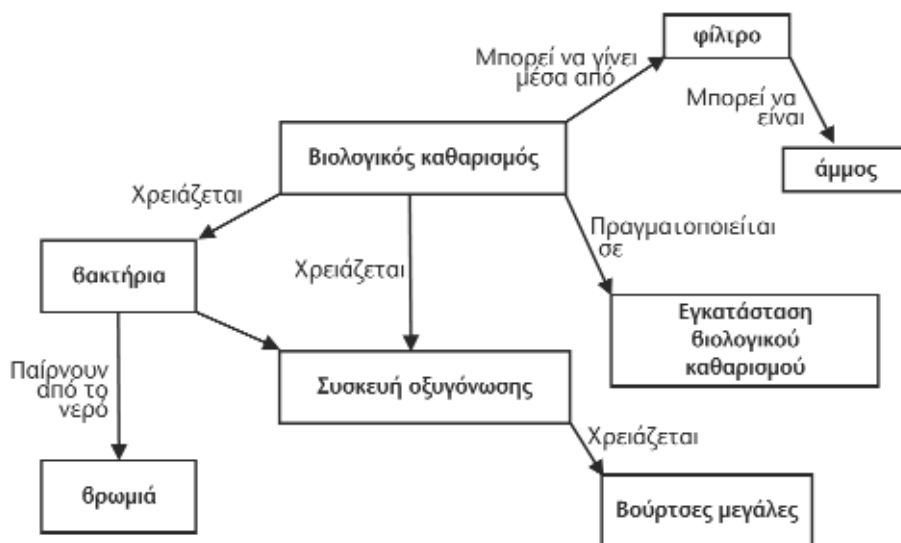 φίλτρο
Μπορεί να γίνει
μέσα από
Μπορεί να
είναι
Βιολογικός καθαρισμός
άμμος
Χρειάζεται
Πραγματοποιείται
σε
βακτήρια
Χρειάζεται
Εγκατάσταση
βιολογικού
καθαρισμού
Παίρνουν
από το
νερό
Συσκευή οξυγόνωσης
Χρειάζεται
βρωμιά
Βούρτσες μεγάλες